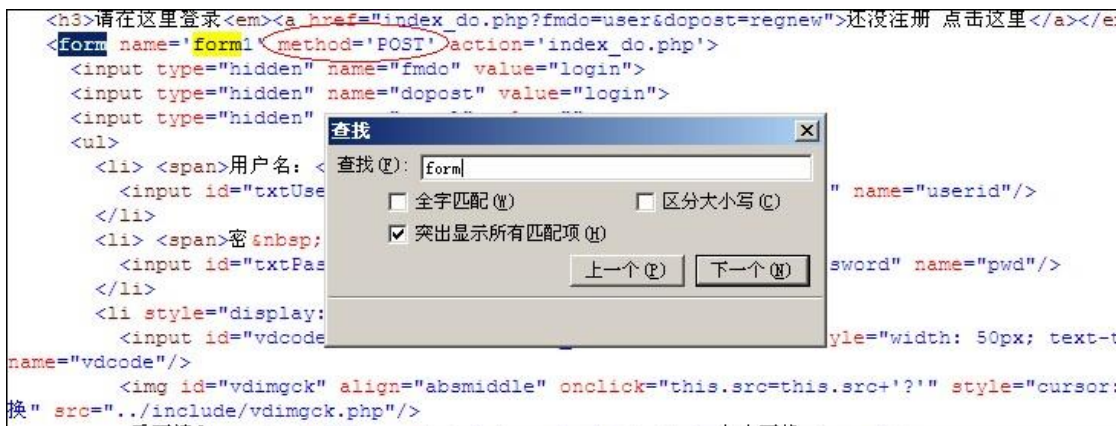 <h3>请在这里登录<em><a href="index_do.php?fmdo=user&dopost=regnew">还没注册 点击这里</a></e
<form name='form1' method='POST' action='index_do.php'>
<input type="hidden" name="fmdo" value="login">
<input type="hidden" name="dopost" value="login">
<input type="hidden"
<ul>
<li> <span>用户名: <
<input id="txtUse
" name="userid"/>
</li>
<li> <span>密&nbsp;
<input id="txtPas
sword" name="pwd"/>
</li>
<li style="display:
<input id="vdcode
yle="width: 50px; text-t
name="vdcode"/>
<img id="vdimgck" align="absmiddle" onclick="this.src=this.src+'?'" style="cursor:
换" src="../include/vdimgck.php"/>
查找
查找(F): form
全字匹配(W)
区分大小写(C)
突出显示所有匹配项(H)
上一个(P)
下一个(N)